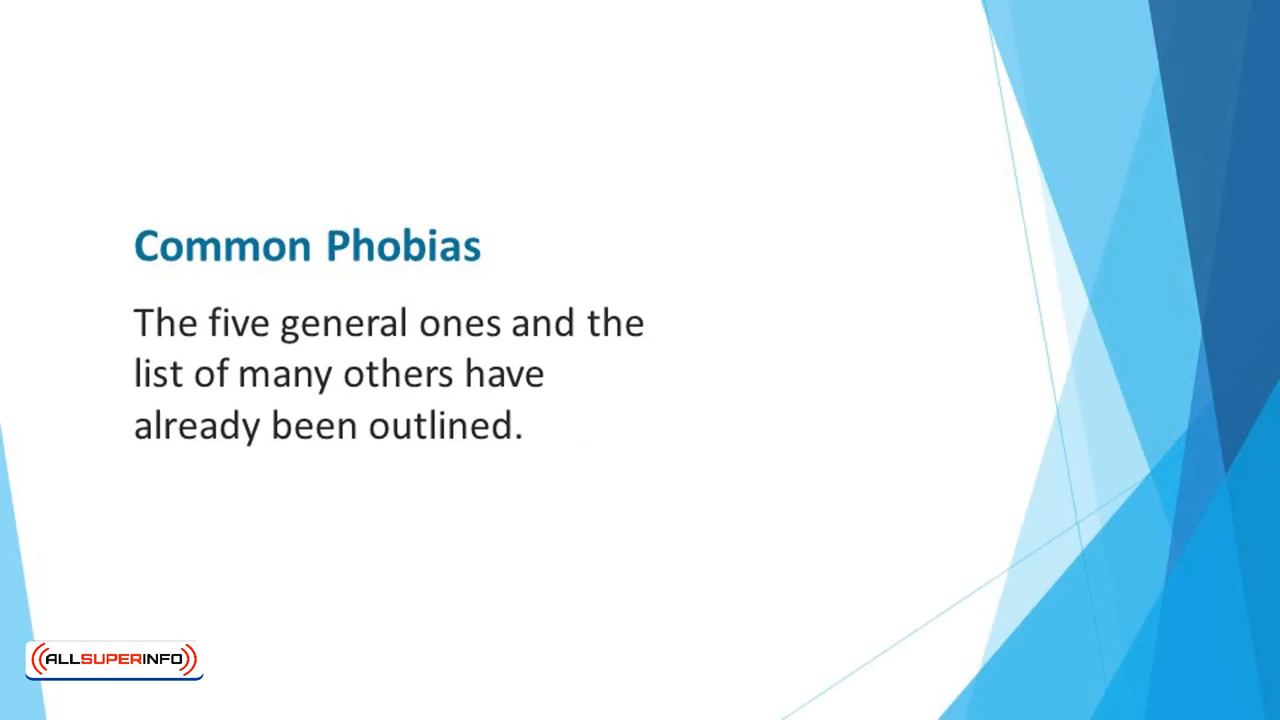 Common Phobias
The five general ones and the
list of many others have
already been outlined.
ALLSUPERINFO